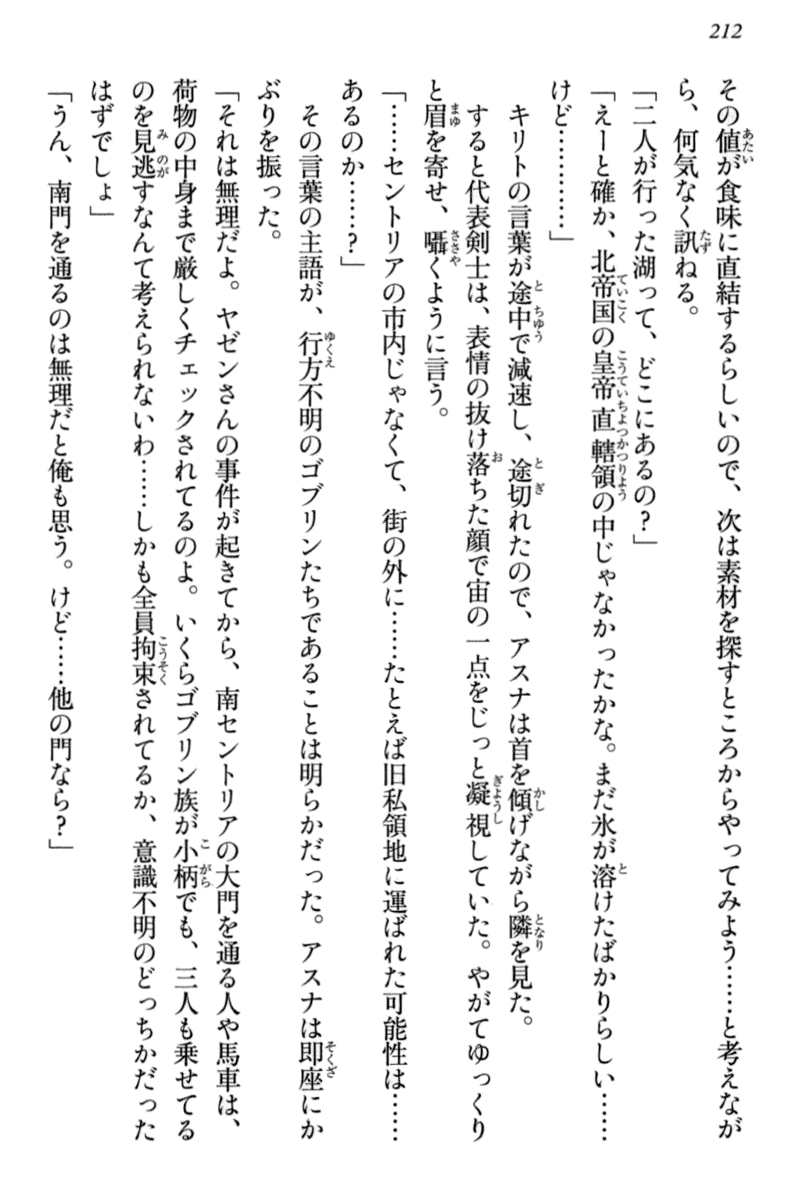 212
その値が食味に直結するらしいので、次は素材を探すところからやってみよう……と考えなが
ら、何気なく訊ねる。
「二人が行った湖って、どこにあるの？」
「えーと確か、北帝国の皇帝直轄領の中じゃなかったかな。まだ氷が溶けたばかりらしい……
けど…………」
キリトの言葉が途中で減速し、途切れたので、アスナは首を傾げながら隣を見た。
すると代表剣士は、表情の抜け落ちた顔で宙の一点をじっと凝視していた。やがてゆっくり
と眉を寄せ、囁くように言う。
「……セントリアの市内じゃなくて、街の外に……たとえば旧私領地に運ばれた可能性は……
あるのか……？」
その言葉の主語が、行方不明のゴブリンたちであることは明らかだった。アスナは即座にか
ぶりを振った。
「それは無理だよ。ヤゼンさんの事件が起きてから、南セントリアの大門を通る人や馬車は、
荷物の中身まで厳しくチェックされてるのよ。いくらゴブリン族が小柄でも、三人も乗せてる
のを見逃すなんて考えられないわ……しかも全員拘束されてるか、意識不明のどっちかだった
はずでしょ」
「うん、南門を通るのは無理だと俺も思う。けど……他の門なら？」